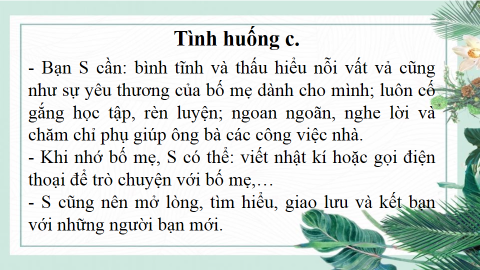 Tình huống c.
- Bạn S cần: bình tĩnh và thấu hiểu nỗi vất vả cũng
như sự yêu thương của bố mẹ dành cho mình; luôn cố
gắng học tập, rèn luyện; ngoan ngoãn, nghe lời và
chăm chỉ phụ giúp ông bà các công việc nhà.
- Khi nhớ bố mẹ, S có thể: viết nhật kí hoặc gọi điện
thoại để trò chuyện với bố mẹ,…
- S cũng nên mở lòng, tìm hiểu, giao lưu và kết bạn
với những người bạn mới.